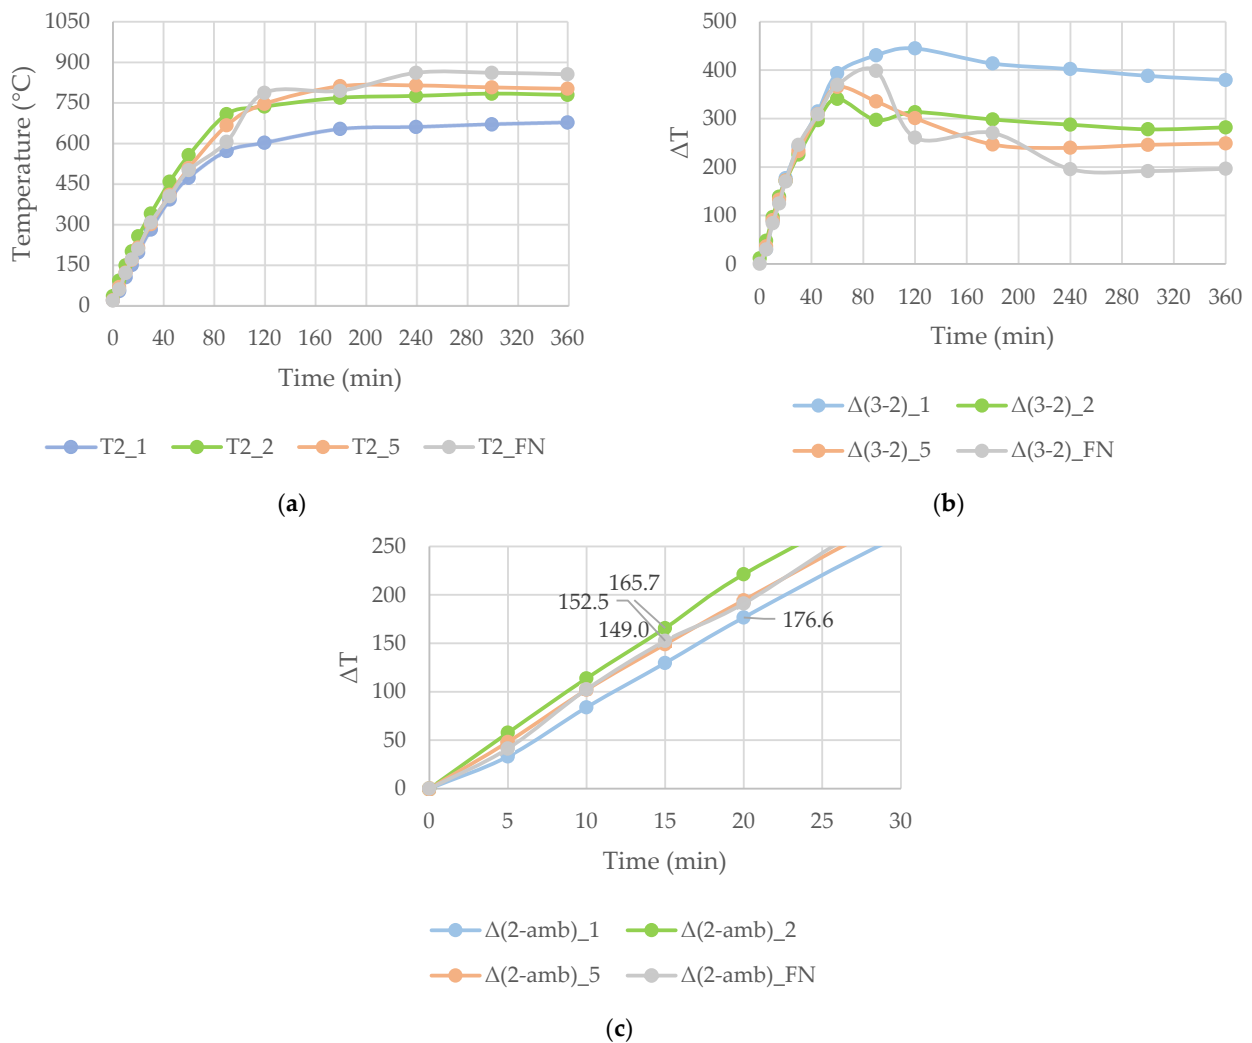 1050
900
750
600
450
300
150
0
Temperature (°C)
0 40 80 120 160 200 240 280 320 360
Time (min)
T2_1 T2_2 T2_5 T2_FN
(a)
500
400
300
200
100
0
ΔT
0 40 80 120 160 200 240 280 320 360
Time (min)
Δ(3-2)_1 Δ(3-2)_2
Δ(3-2)_5 Δ(3-2)_FN
(b)
250
200
150
100
50
0
ΔT
165.7
152.5
149.0
176.6
0 5 10 15 20 25 30
Time (min)
Δ(2-amb)_1 Δ(2-amb)_2
Δ(2-amb)_5 Δ(2-amb)_FN
(c)